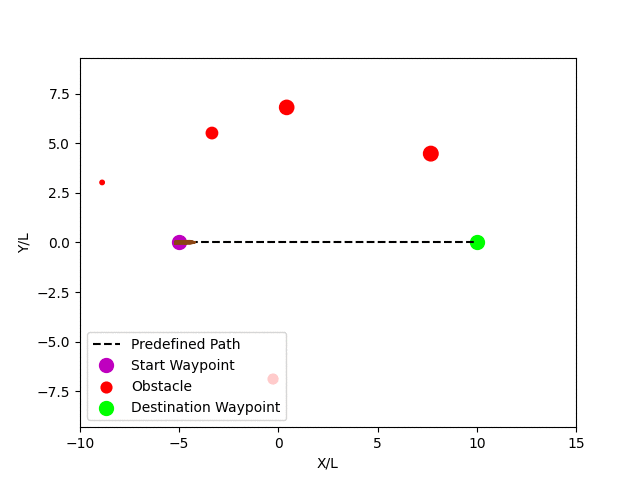 7.5
5.0
2.5
0.0
−2.5
−5.0
−7.5
Y/L
Predefined Path
Start Waypoint
Obstacle
Destination Waypoint
−10
−5
0
5
10
15
X/L